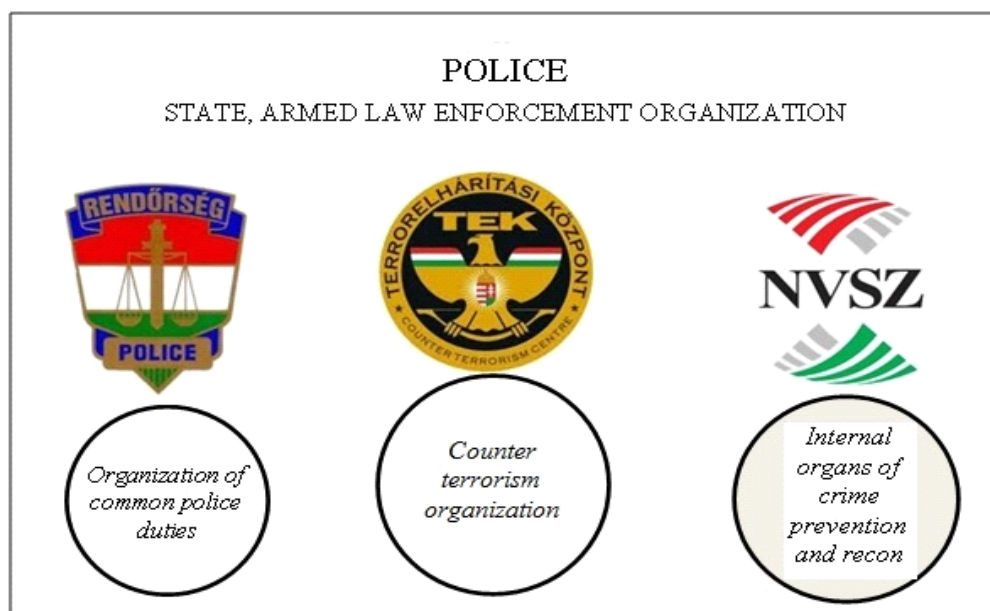 POLICE
STATE, ARMED LAW ENFORCEMENT ORGANIZATION
RENDŐRSÉG
POLICE
TERRORELHÁRÍTÁSI KÖZPONT
TEK
★ COUNTER TERRORISM CENTRE ★
NVSZ
Organization of
common police
duties
Counter
terrorism
organization
Internal
organs of
crime
prevention
and recon